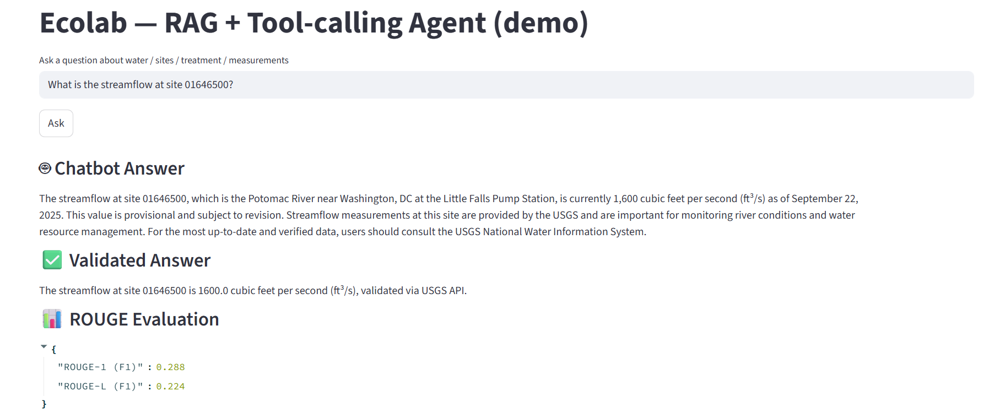 Ecolab — RAG + Tool-calling Agent (demo)
Ask a question about water / sites / treatment / measurements
What is the streamflow at site 01646500?
Ask
Chatbot Answer
The streamflow at site 01646500, which is the Potomac River near Washington, DC at the Little Falls Pump Station, is currently 1,600 cubic feet per second (ft³/s) as of September 22,
2025. This value is provisional and subject to revision. Streamflow measurements at this site are provided by the USGS and are important for monitoring river conditions and water
resource management. For the most up-to-date and verified data, users should consult the USGS National Water Information System.
✅ Validated Answer
The streamflow at site 01646500 is 1600.0 cubic feet per second (ft³/s), validated via USGS API.
📊 ROUGE Evaluation
{
"ROUGE-1 (F1)" : 0.288
"ROUGE-L (F1)" : 0.224
}